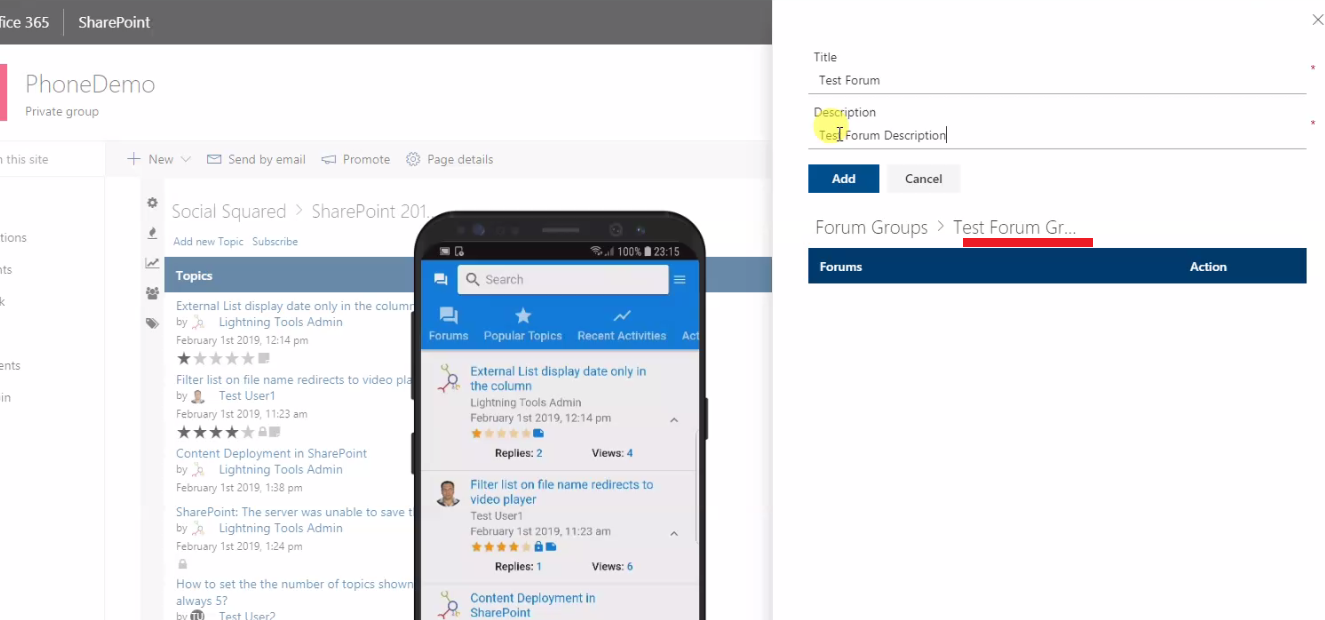 fice 365 SharePoint
PhoneDemo
Private group
n this site
New Send by email Promote Page details
tions
nts
k
ents
in
Social Squared > SharePoint 201...
Add new Topic Subscribe
Topics
External List display date only in the column
by Lightning Tools Admin
February 1st 2019, 12:14 pm
Filter list on file name redirects to video pla
by Test User1
February 1st 2019, 11:23 am
Content Deployment in SharePoint
by Lightning Tools Admin
February 1st 2019, 1:38 pm
SharePoint: The server was unable to save t
by Lightning Tools Admin
February 1st 2019, 1:24 pm
How to set the the number of topics shown
always 5?
by TU Test User2
100% 23:15
Search
Forums Popular Topics Recent Activities Act
External List display date only in
the column
Lightning Tools Admin
February 1st 2019, 12:14 pm
Replies: 2 Views: 4
Filter list on file name redirects to
video player
Test User1
February 1st 2019, 11:23 am
Replies: 1 Views: 6
Content Deployment in
SharePoint
Title
Test Forum
*
Description
Test Forum Description
*
Add Cancel
Forum Groups > Test Forum Gr...
Forums Action